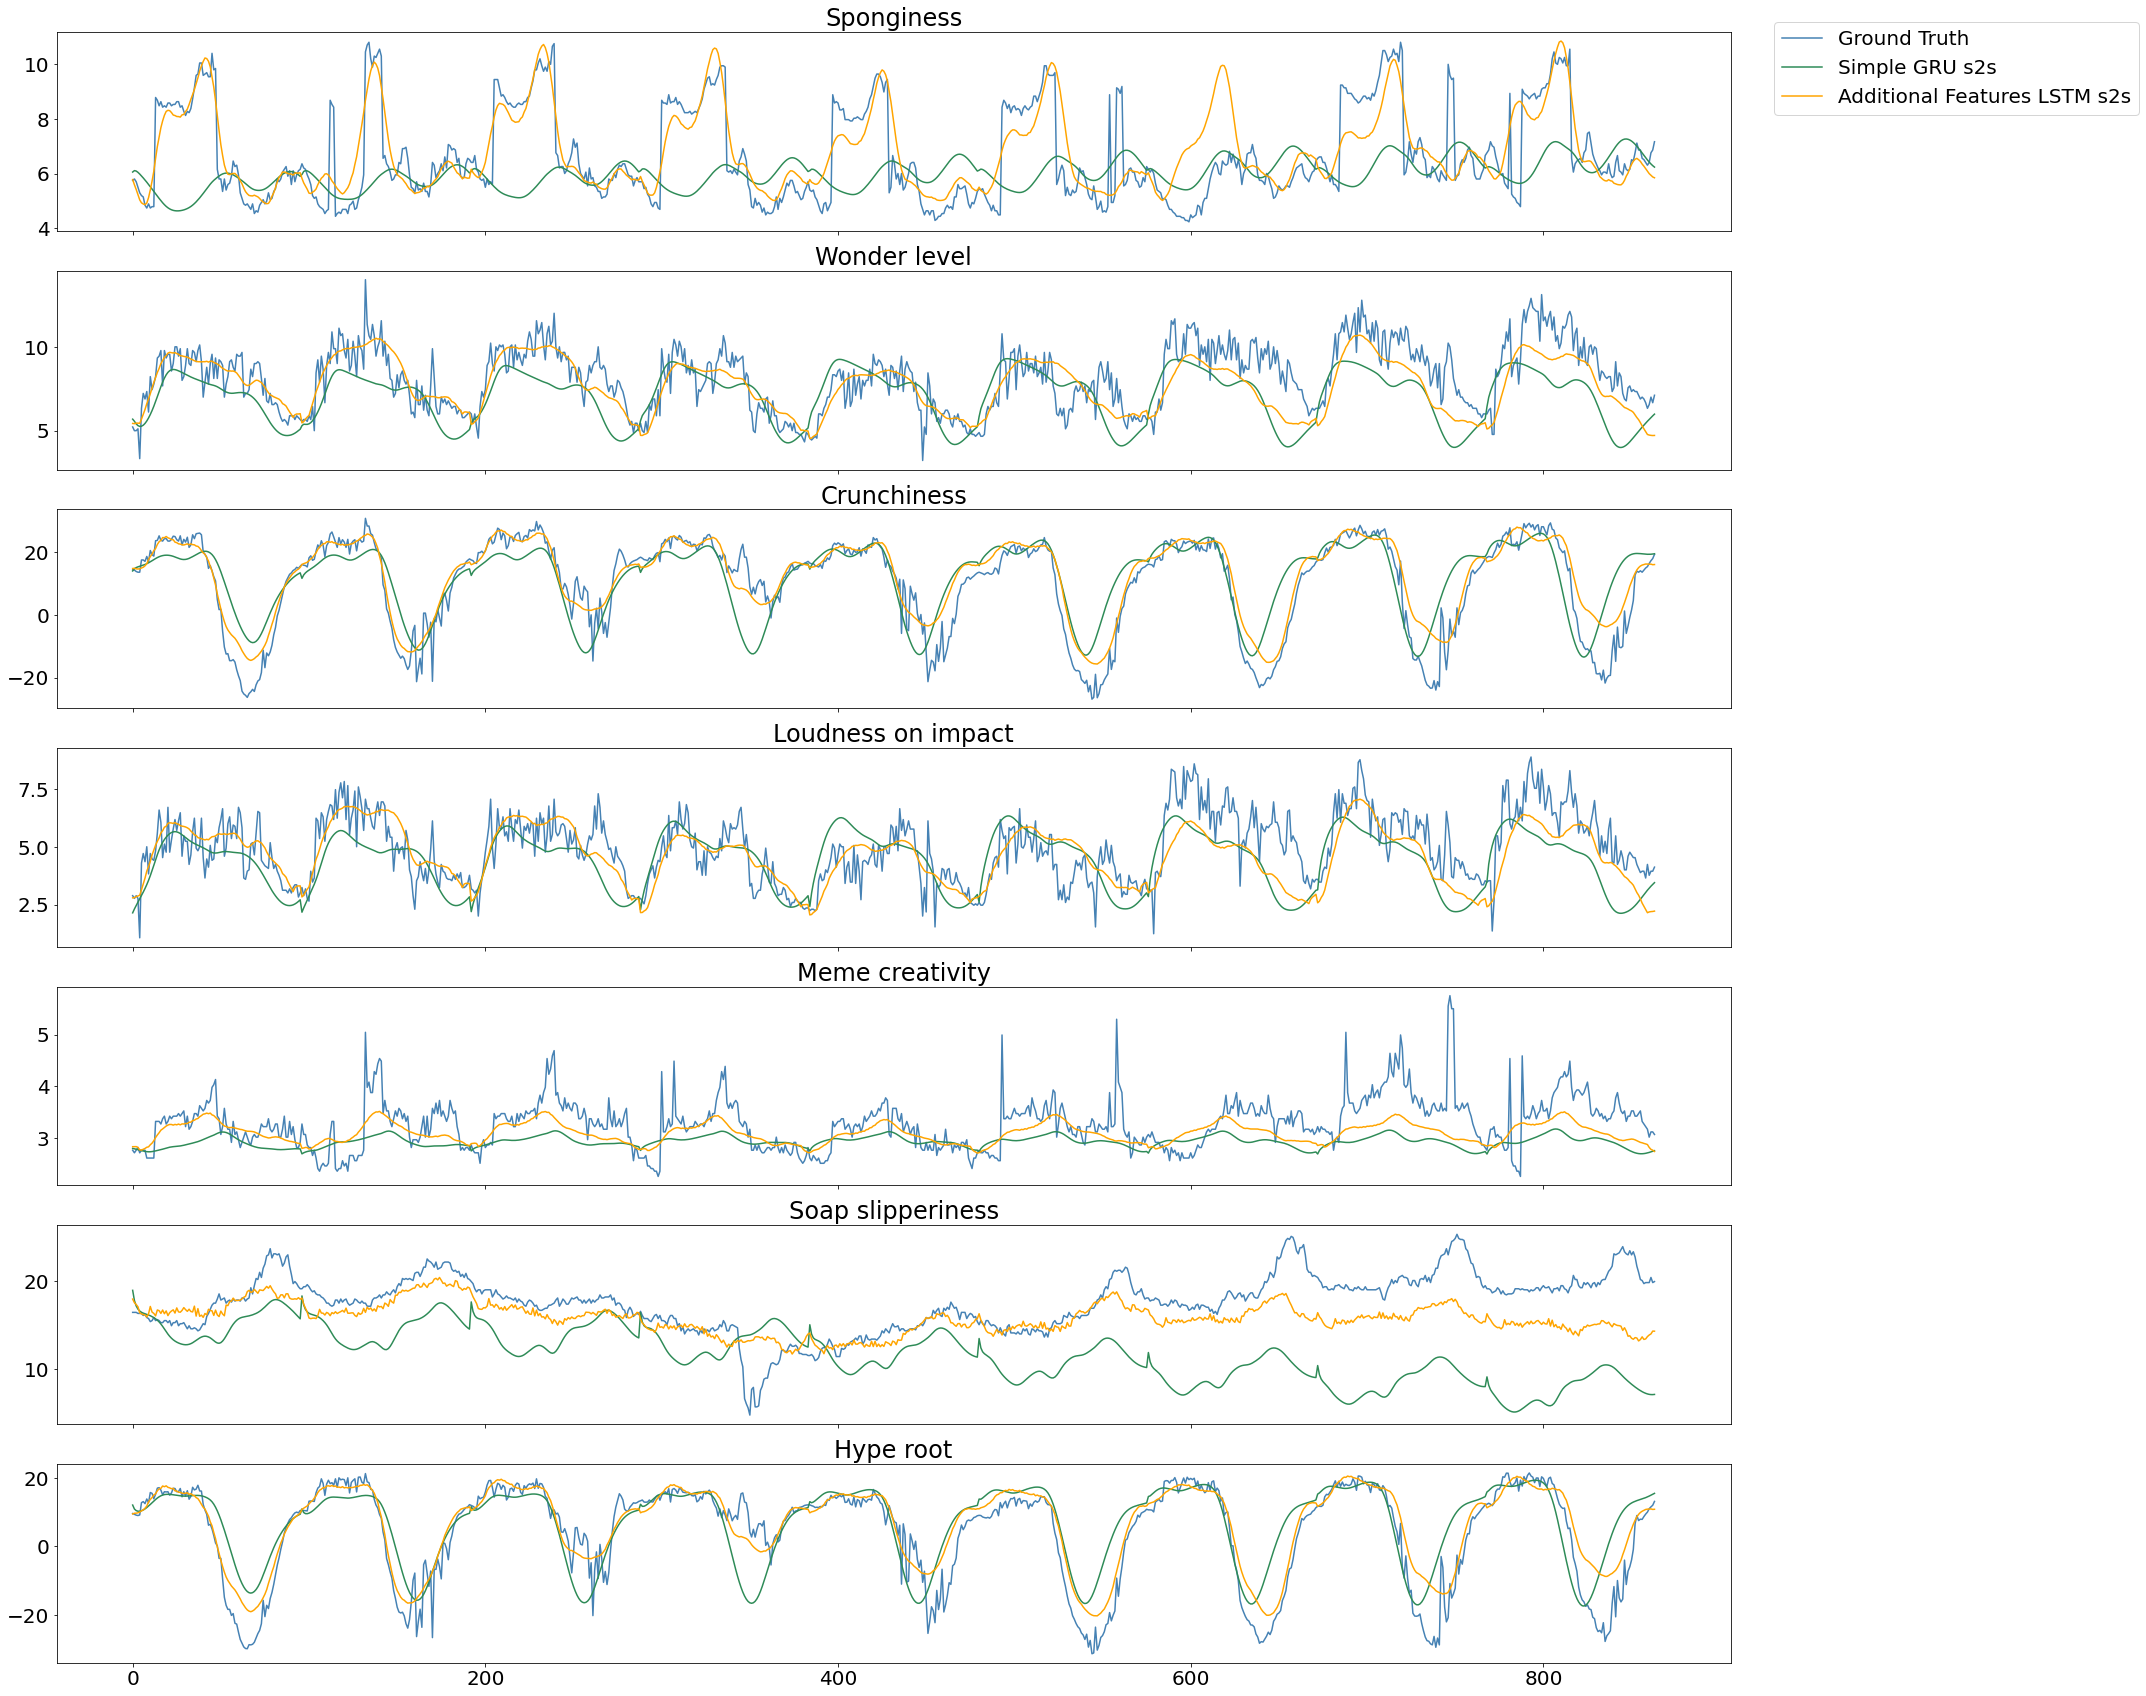 Sponginess
Ground Truth
Simple GRU s2s
Additional Features LSTM s2s
10
8
6
4
Wonder level
10
5
Crunchiness
20
0
−20
Loudness on impact
7.5
5.0
2.5
Meme creativity
5
4
3
Soap slipperiness
20
10
Hype root
20
0
−20
0 200 400 600 800